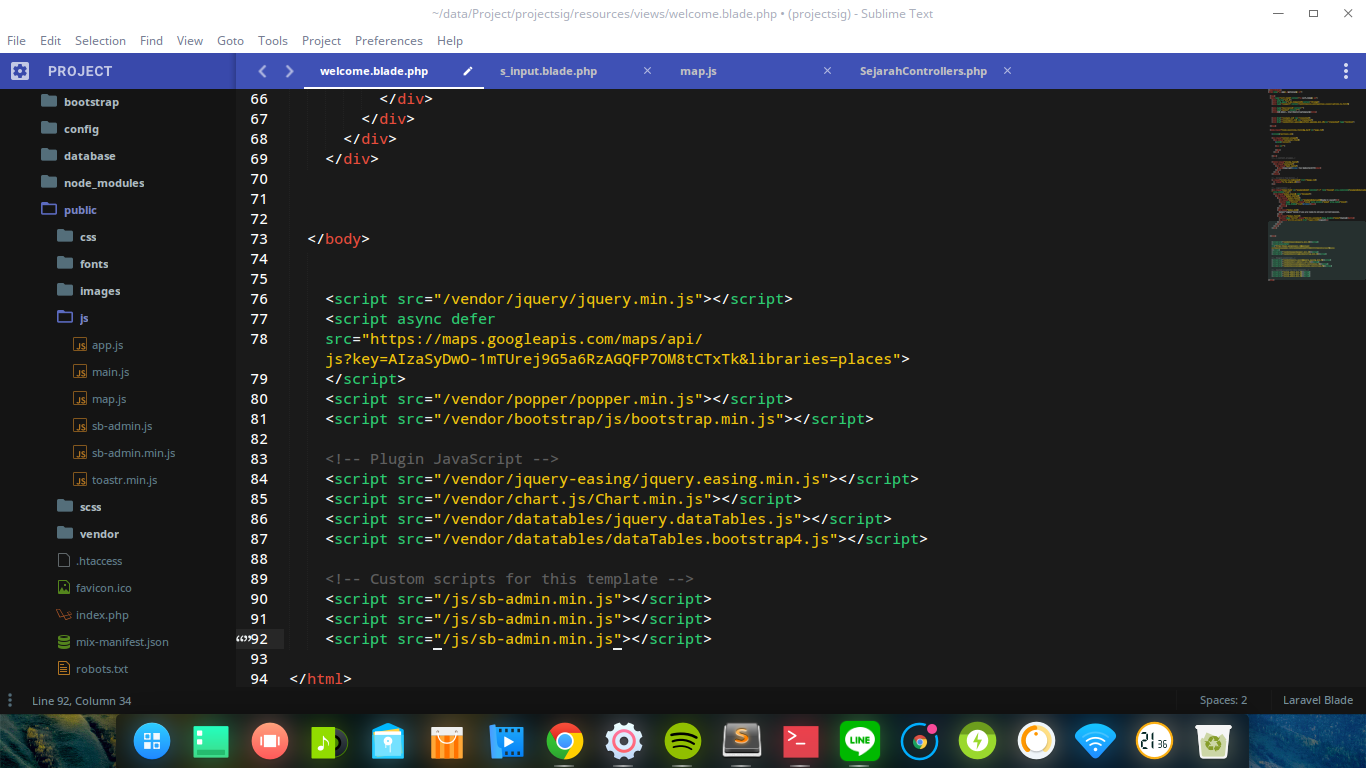 ~/data/Project/projectsig/resources/views/welcome.blade.php • (projectsig) - Sublime Text
File Edit Selection Find View Goto Tools Project Preferences Help
PROJECT
welcome.blade.php s_input.blade.php × map.js × SejarahControllers.php ×
bootstrap
config
database
node_modules
public
css
fonts
images
js
JS app.js
JS main.js
JS map.js
JS sb-admin.js
JS sb-admin.min.js
JS toastr.min.js
scss
vendor
.htaccess
favicon.ico
index.php
mix-manifest.json
robots.txt
66 </div>
67 </div>
68 </div>
69 </div>
70
71
72
73 </body>
74
75
76 <script src="/vendor/jquery/jquery.min.js"></script>
77 <script async defer
78 src="https://maps.googleapis.com/maps/api/
js?key=AIzaSyDwO-1mTUrej9G5a6RzAGQFP7OM8tCTxTk&libraries=places">
79 </script>
80 <script src="/vendor/popper/popper.min.js"></script>
81 <script src="/vendor/bootstrap/js/bootstrap.min.js"></script>
82
83 <!-- Plugin JavaScript -->
84 <script src="/vendor/jquery-easing/jquery.easing.min.js"></script>
85 <script src="/vendor/chart.js/Chart.min.js"></script>
86 <script src="/vendor/datatables/jquery.dataTables.js"></script>
87 <script src="/vendor/datatables/dataTables.bootstrap4.js"></script>
88
89 <!-- Custom scripts for this template -->
90 <script src="/js/sb-admin.min.js"></script>
91 <script src="/js/sb-admin.min.js"></script>
92 <script src="/js/sb-admin.min.js"></script>
93
94 </html>
Line 92, Column 34
Spaces: 2 Laravel Blade
S
LINE
21 36